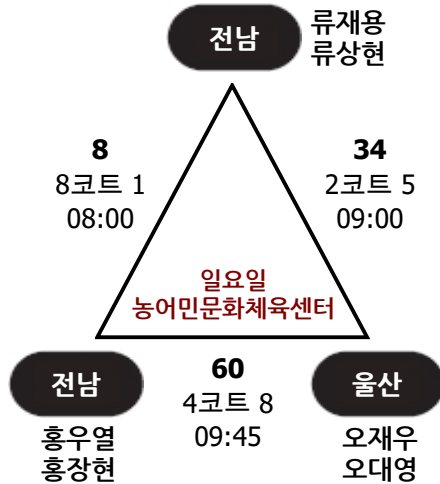 전남
류재용
류상현
8
8코트 1
08:00
34
2코트 5
09:00
일요일
농어민문화체육센터
전남
홍우열
홍장현
60
4코트 8
09:45
울산
오재우
오대영